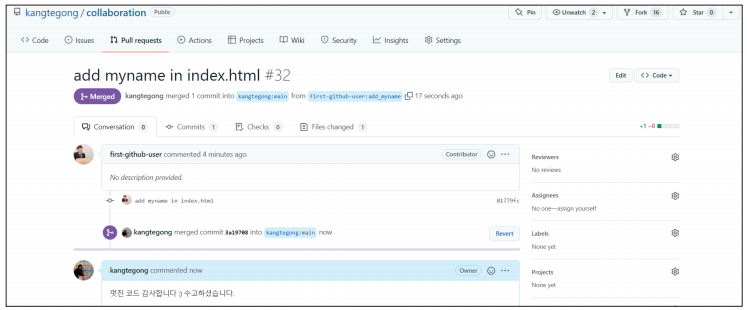 kangtegong / collaboration Public
Pin Unwatch 2 Fork 16 Star 0
Code Issues Pull requests Actions Projects Wiki Security Insights Settings
add myname in index.html #32
Edit <> Code
Merged kangtegong merged 1 commit into kangtegong:main from first-github-user:add_myname 17 seconds ago
Conversation 0 Commits 1 Checks 0 Files changed 1 +1 −0
first-github-user commented 4 minutes ago Contributor
No description provided.
add myname in index.html 01779fc
kangtegong merged commit 3a19708 into kangtegong:main now Revert
kangtegong commented now Owner
멋진 코드 감사합니다 :) 수고하셨습니다.
Reviewers
No reviews
Assignees
No one—assign yourself
Labels
None yet
Projects
None yet